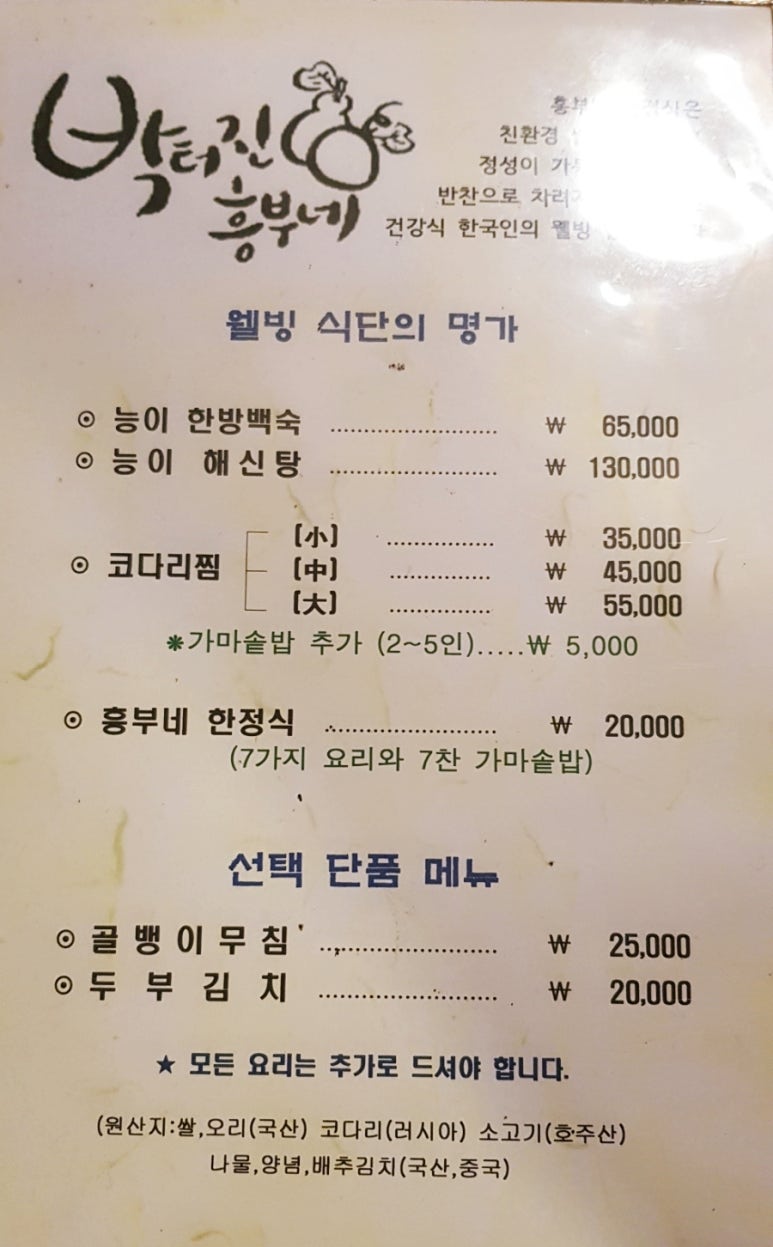 박터진
흥부네
친환경
정성이
반찬으로
건강식 한국인의 웰빙
웰빙 식단의 명가
⊙ 능이 한방백숙 .......................... ₩ 65,000
⊙ 능이 해신탕 .......................... ₩ 130,000
⊙ 코다리찜
(小) ................ ₩ 35,000
(中) ............... ₩ 45,000
(大) ............... ₩ 55,000
*가마솥밥 추가 (2~5인).....₩ 5,000
⊙ 흥부네 한정식 .......................... ₩ 20,000
(7가지 요리와 7찬 가마솥밥)
선택 단품 메뉴
⊙ 골뱅이무침 .......................... ₩ 25,000
⊙ 두부김치 .......................... ₩ 20,000
★ 모든 요리는 추가로 드셔야 합니다.
(원산지:쌀,오리(국산) 코다리(러시아) 소고기(호주산)
나물,양념,배추김치(국산,중국)